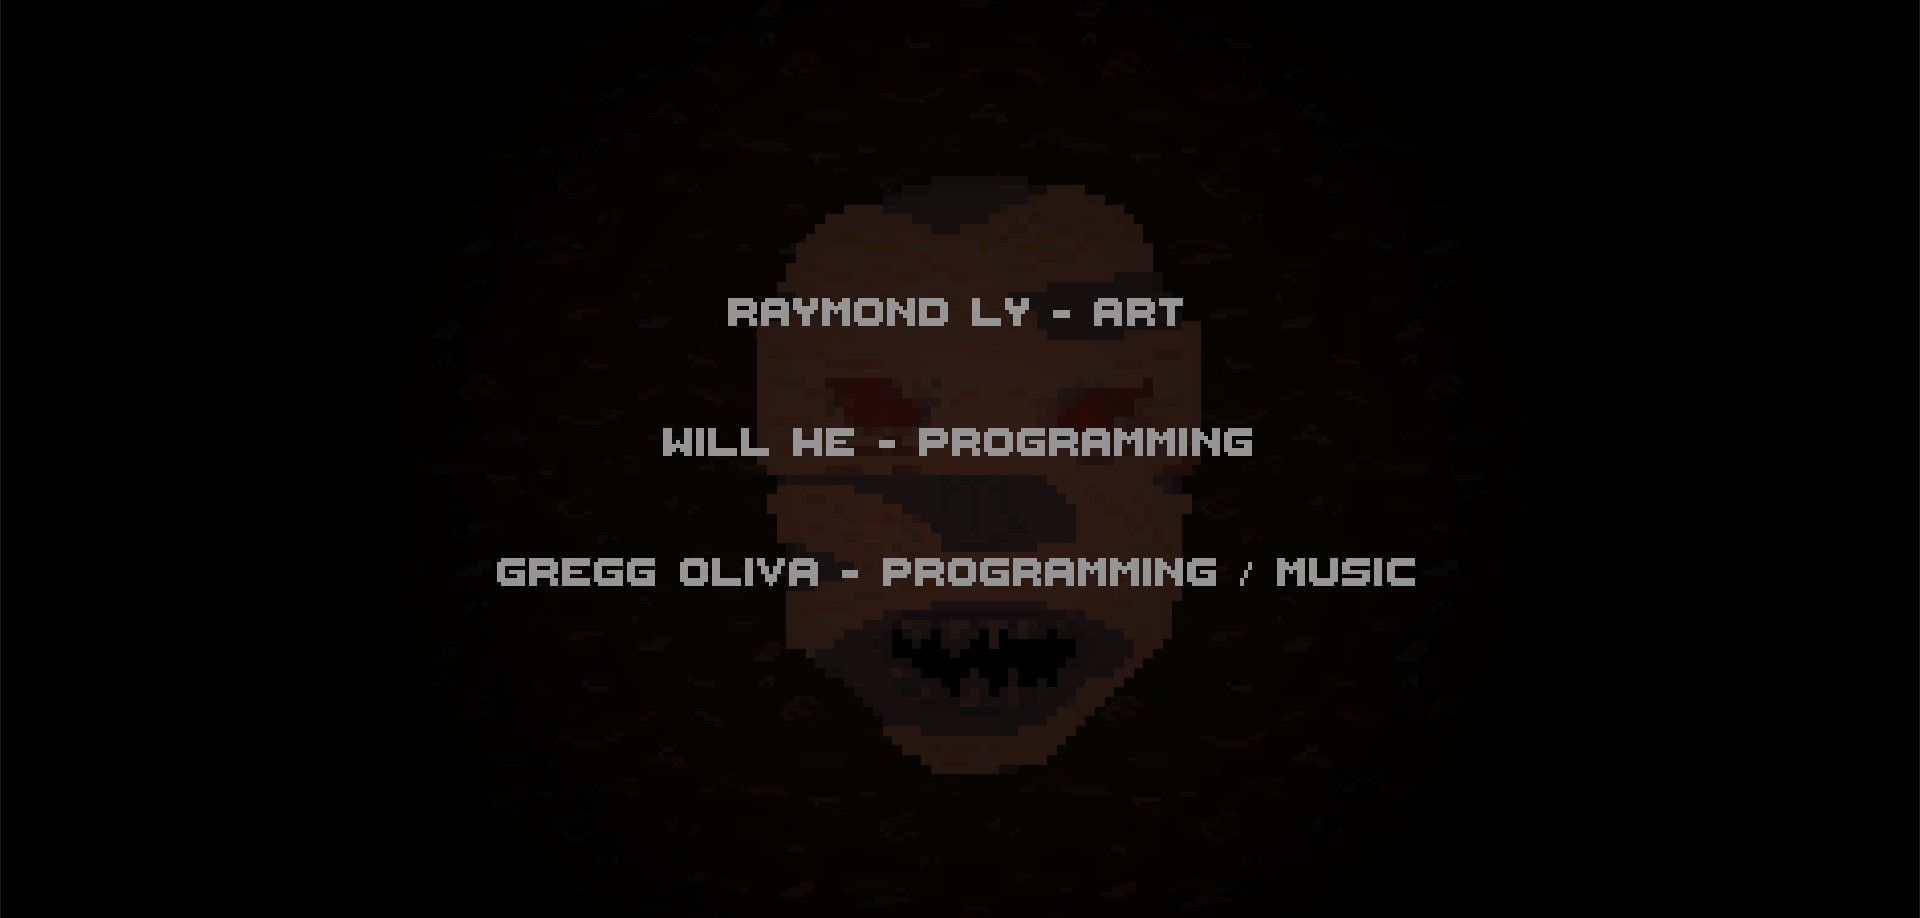 RAYMOND LY - ART
WILL HE - PROGRAMMING
GREGG OLIVA - PROGRAMMING / MUSIC